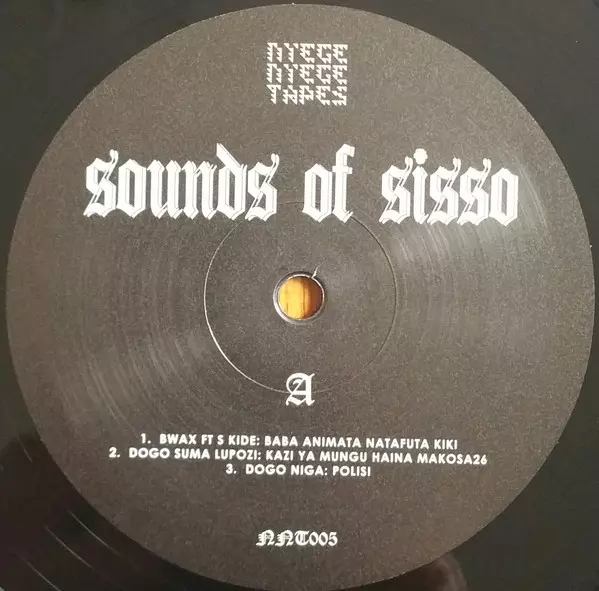 NYEGE
NYEGE
TAPES
sounds of sisso
A
1. BWAX FT S KIDE: BABA ANIMATA NATAFUTA KIKI
2. DOGO SUMA LUPOZI: KAZI YA MUNGU HAINA MAKOSA26
3. DOGO NIGA: POLISI
NNT005